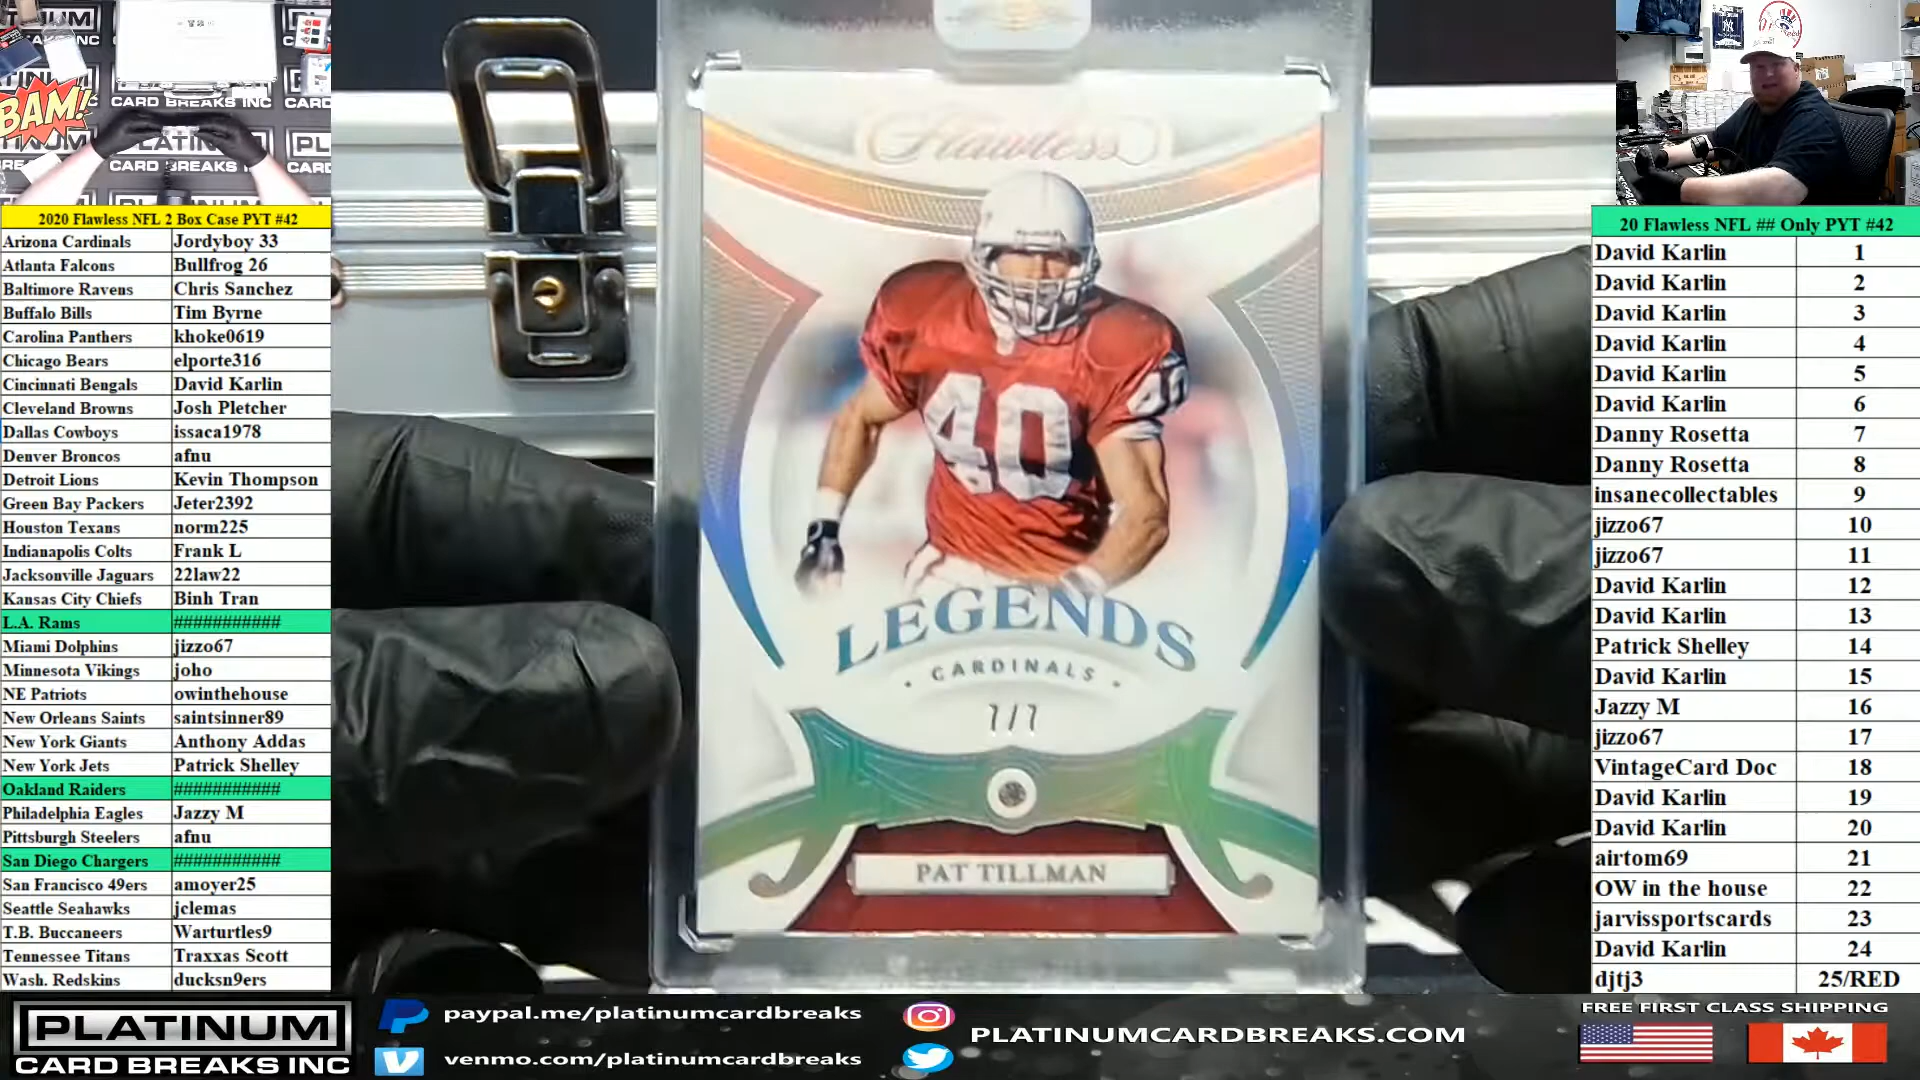 PLATINUM
CARD BREAKS INC
BAM!
CARD BREAKS INC
2020 Flawless NFL 2 Box Case PYT #42
Arizona Cardinals Jordyboy 33
Atlanta Falcons Bullfrog 26
Baltimore Ravens Chris Sanchez
Buffalo Bills Tim Byrne
Carolina Panthers khoke0619
Chicago Bears elporte316
Cincinnati Bengals David Karlin
Cleveland Browns Josh Pletcher
Dallas Cowboys issaca1978
Denver Broncos afnu
Detroit Lions Kevin Thompson
Green Bay Packers Jeter2392
Houston Texans norm225
Indianapolis Colts Frank L
Jacksonville Jaguars 22law22
Kansas City Chiefs Binh Tran
L.A. Rams ###########
Miami Dolphins jizzo67
Minnesota Vikings joho
NE Patriots owinthehouse
New Orleans Saints saintsinner89
New York Giants Anthony Addas
New York Jets Patrick Shelley
Oakland Raiders ###########
Philadelphia Eagles Jazzy M
Pittsburgh Steelers afnu
San Diego Chargers ###########
San Francisco 49ers amoyer25
Seattle Seahawks jclemas
T.B. Buccaneers Warturtles9
Tennessee Titans Traxxas Scott
Wash. Redskins ducksn9ers
Flawless
40
40
LEGENDS
• CARDINALS •
7/7
PAT TILLMAN
20 Flawless NFL ## Only PYT #42
David Karlin 1
David Karlin 2
David Karlin 3
David Karlin 4
David Karlin 5
David Karlin 6
Danny Rosetta 7
Danny Rosetta 8
insanecollectables 9
jizzo67 10
jizzo67 11
David Karlin 12
David Karlin 13
Patrick Shelley 14
David Karlin 15
Jazzy M 16
jizzo67 17
VintageCard Doc 18
David Karlin 19
David Karlin 20
airtom69 21
OW in the house 22
jarvissportscards 23
David Karlin 24
djtj3 25/RED
PLATINUM
CARD BREAKS INC
paypal.me/platinumcardbreaks
venmo.com/platinumcardbreaks
PLATINUMCARDBREAKS.COM
FREE FIRST CLASS SHIPPING